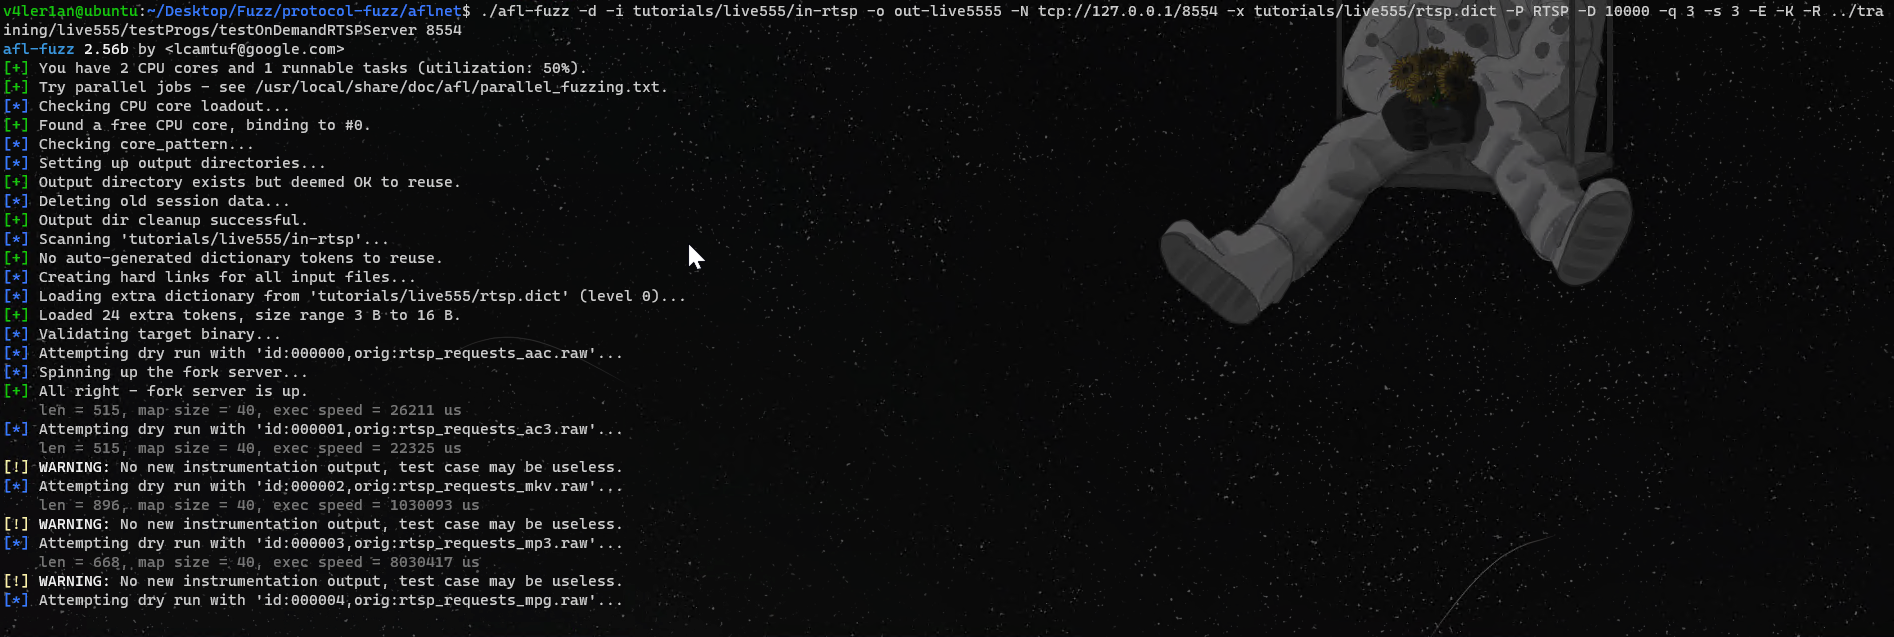 v4ler1an@ubuntu:~/Desktop/Fuzz/protocol-fuzz/aflnet$ ./afl-fuzz -d -i tutorials/live555/in-rtsp -o out-live5555 -N tcp://127.0.0.1/8554 -x tutorials/live555/rtsp.dict -P RTSP -D 10000 -q 3 -s 3 -E -K -R ../tra
ining/live555/testProgs/testOnDemandRTSPServer 8554
afl-fuzz 2.56b by <lcamtuf@google.com>
[+] You have 2 CPU cores and 1 runnable tasks (utilization: 50%).
[+] Try parallel jobs - see /usr/local/share/doc/afl/parallel_fuzzing.txt.
[*] Checking CPU core loadout...
[+] Found a free CPU core, binding to #0.
[*] Checking core_pattern...
[*] Setting up output directories...
[+] Output directory exists but deemed OK to reuse.
[*] Deleting old session data...
[+] Output dir cleanup successful.
[*] Scanning 'tutorials/live555/in-rtsp'...
[+] No auto-generated dictionary tokens to reuse.
[*] Creating hard links for all input files...
[*] Loading extra dictionary from 'tutorials/live555/rtsp.dict' (level 0)...
[+] Loaded 24 extra tokens, size range 3 B to 16 B.
[*] Validating target binary...
[*] Attempting dry run with 'id:000000,orig:rtsp_requests_aac.raw'...
[*] Spinning up the fork server...
[+] All right - fork server is up.
len = 515, map size = 40, exec speed = 26211 us
[*] Attempting dry run with 'id:000001,orig:rtsp_requests_ac3.raw'...
len = 515, map size = 40, exec speed = 22325 us
[!] WARNING: No new instrumentation output, test case may be useless.
[*] Attempting dry run with 'id:000002,orig:rtsp_requests_mkv.raw'...
len = 896, map size = 40, exec speed = 1030093 us
[!] WARNING: No new instrumentation output, test case may be useless.
[*] Attempting dry run with 'id:000003,orig:rtsp_requests_mp3.raw'...
len = 668, map size = 40, exec speed = 8030417 us
[!] WARNING: No new instrumentation output, test case may be useless.
[*] Attempting dry run with 'id:000004,orig:rtsp_requests_mpg.raw'...